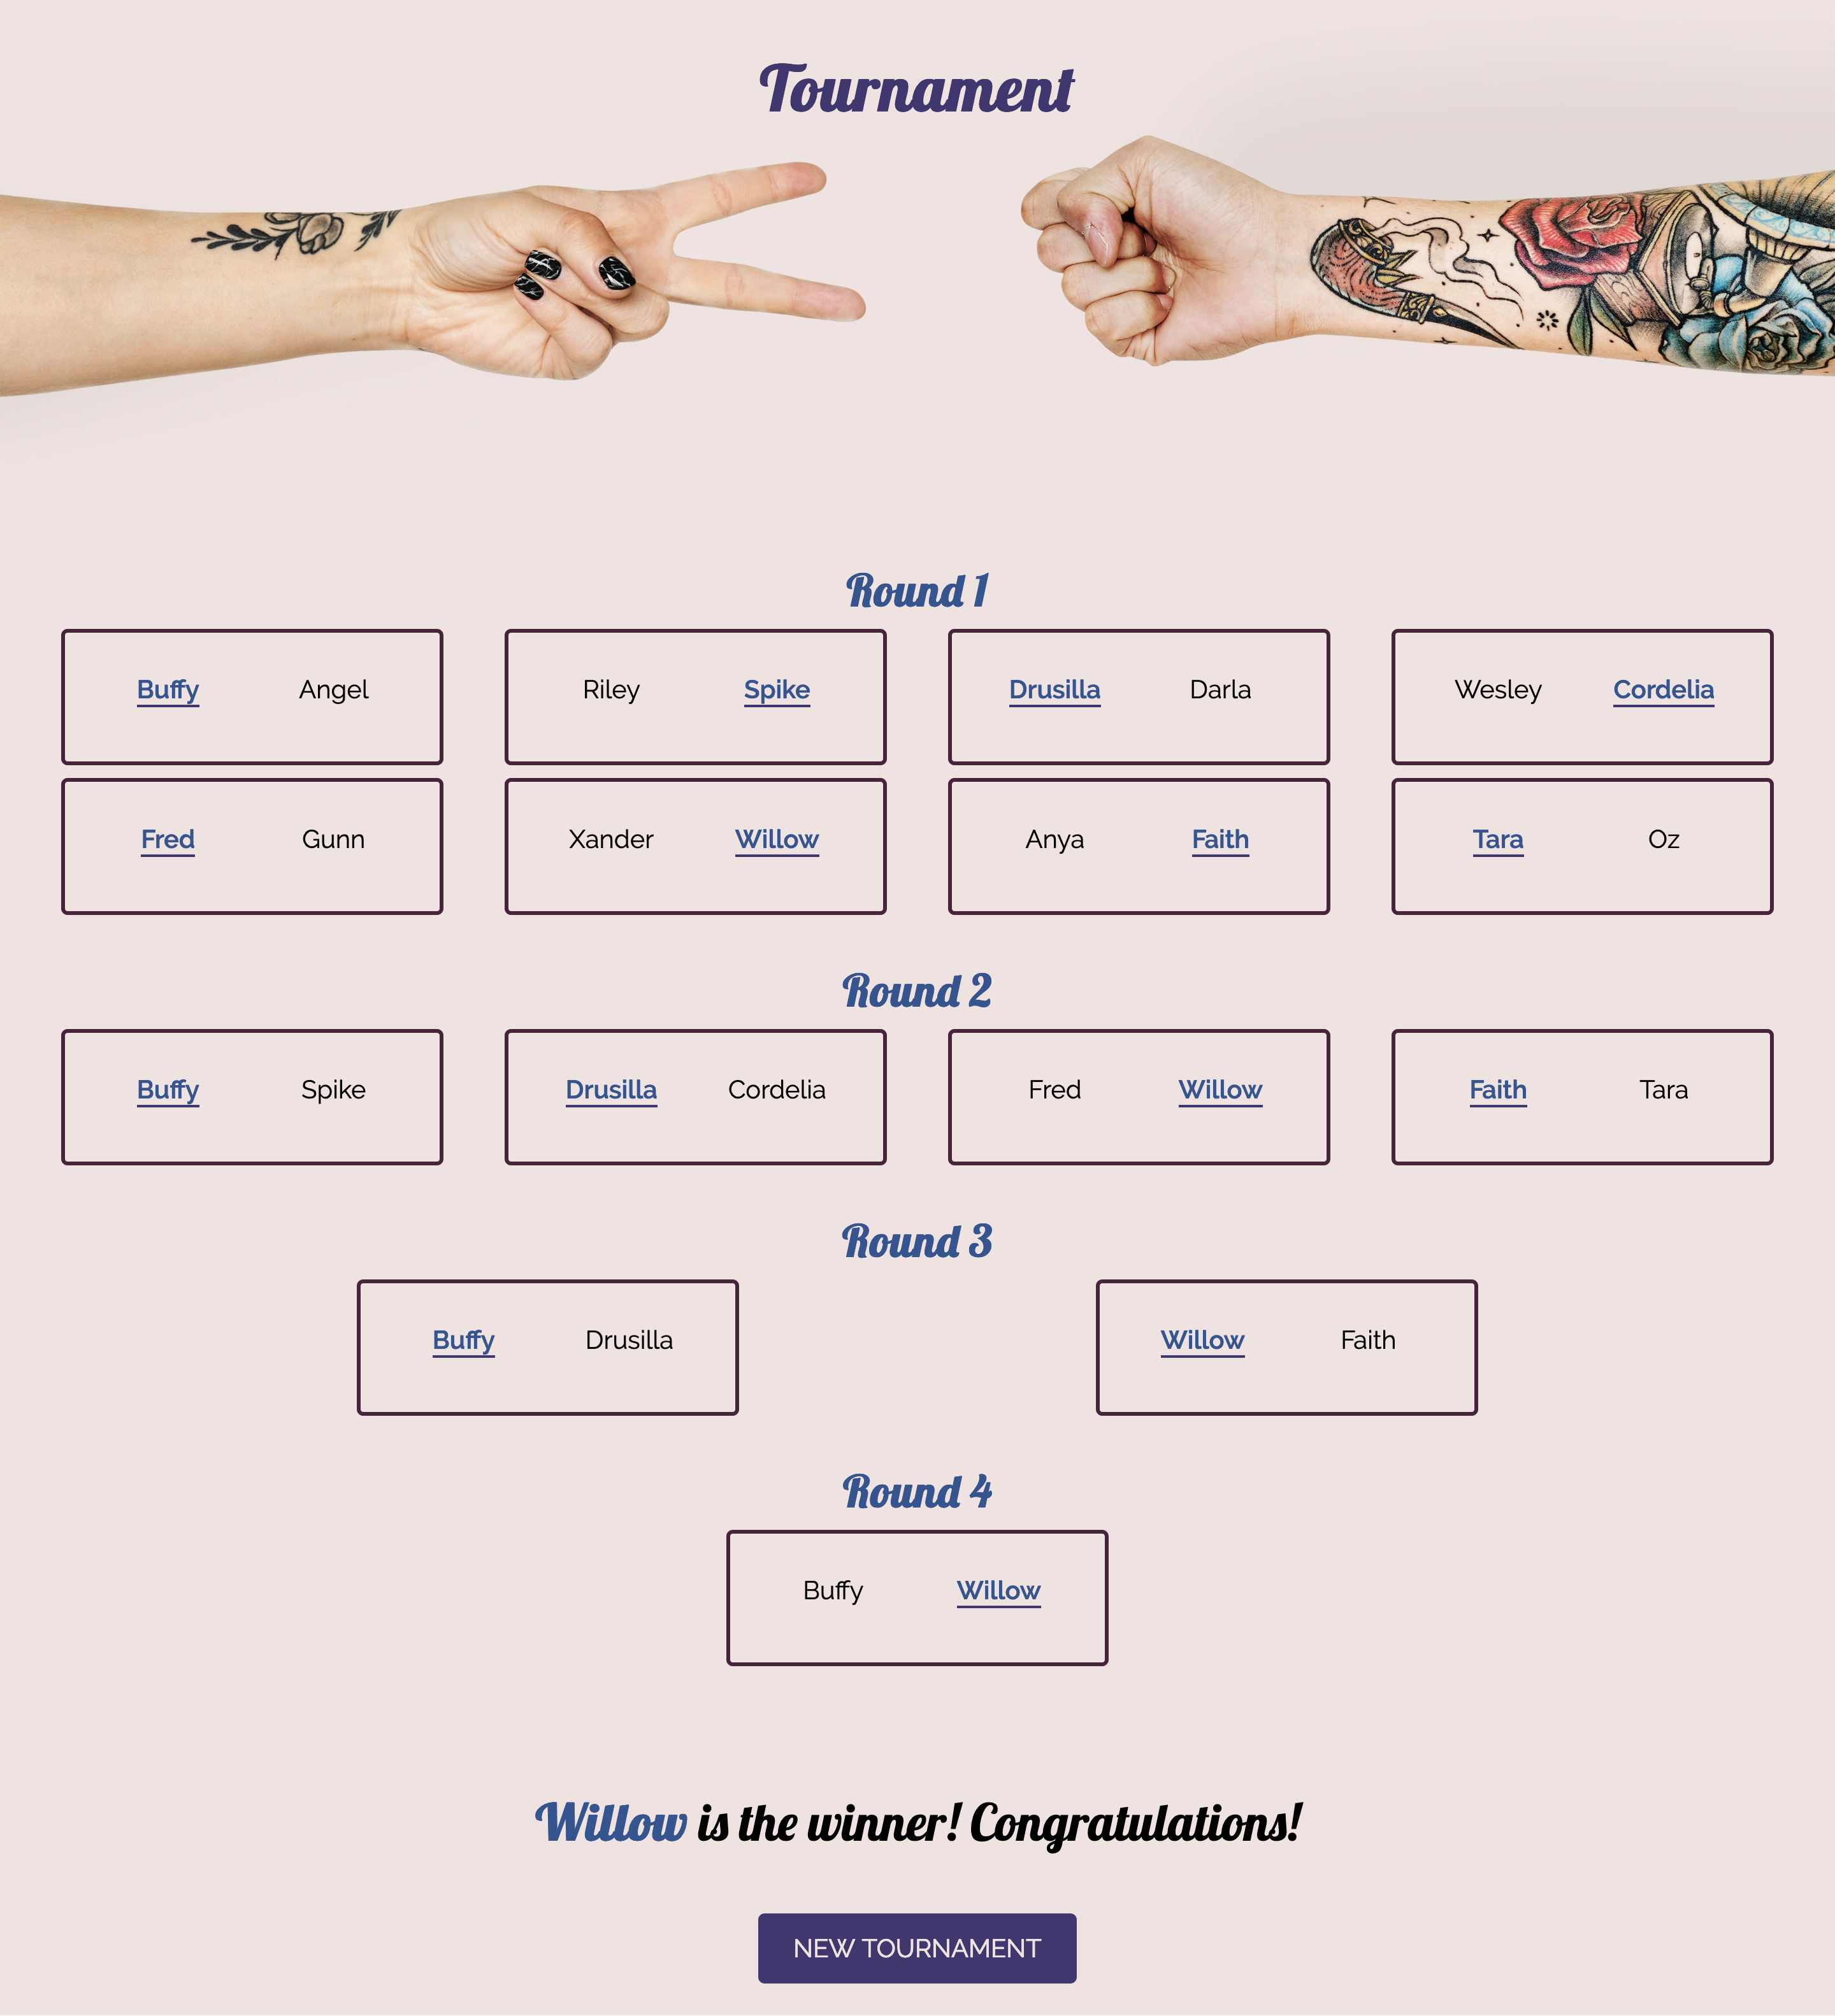 Tournament
Round 1
Buffy Angel Riley Spike Drusilla Darla Wesley Cordelia
Fred Gunn Xander Willow Anya Faith Tara Oz
Round 2
Buffy Spike Drusilla Cordelia Fred Willow Faith Tara
Round 3
Buffy Drusilla Willow Faith
Round 4
Buffy Willow
Willow is the winner! Congratulations!
NEW TOURNAMENT